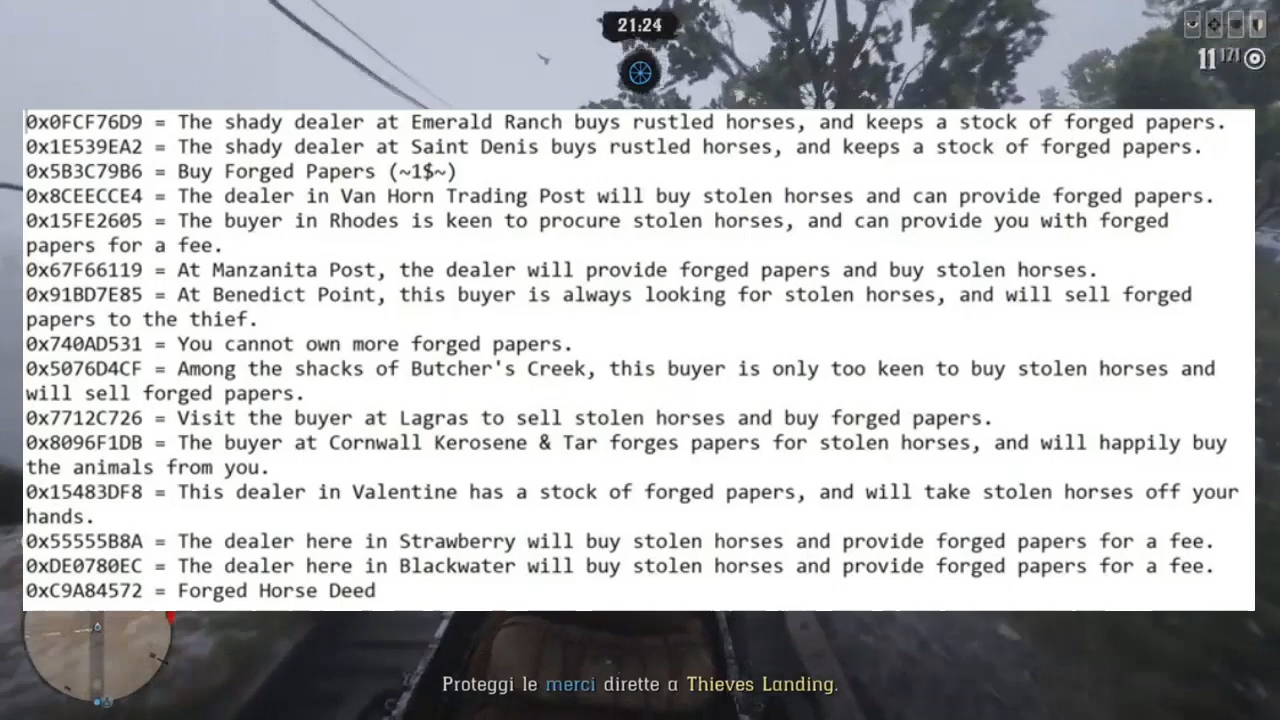 21:24
11 171
0x0FCF76D9 = The shady dealer at Emerald Ranch buys rustled horses, and keeps a stock of forged papers.
0x1E539EA2 = The shady dealer at Saint Denis buys rustled horses, and keeps a stock of forged papers.
0x5B3C79B6 = Buy Forged Papers (~1$~)
0x8CEECCE4 = The dealer in Van Horn Trading Post will buy stolen horses and can provide forged papers.
0x15FE2605 = The buyer in Rhodes is keen to procure stolen horses, and can provide you with forged
papers for a fee.
0x67F66119 = At Manzanita Post, the dealer will provide forged papers and buy stolen horses.
0x91BD7E85 = At Benedict Point, this buyer is always looking for stolen horses, and will sell forged
papers to the thief.
0x740AD531 = You cannot own more forged papers.
0x5076D4CF = Among the shacks of Butcher's Creek, this buyer is only too keen to buy stolen horses and
will sell forged papers.
0x7712C726 = Visit the buyer at Lagras to sell stolen horses and buy forged papers.
0x8096F1DB = The buyer at Cornwall Kerosene & Tar forges papers for stolen horses, and will happily buy
the animals from you.
0x15483DF8 = This dealer in Valentine has a stock of forged papers, and will take stolen horses off your
hands.
0x55555B8A = The dealer here in Strawberry will buy stolen horses and provide forged papers for a fee.
0xDE0780EC = The dealer here in Blackwater will buy stolen horses and provide forged papers for a fee.
0xC9A84572 = Forged Horse Deed
Proteggi le merci dirette a Thieves Landing.